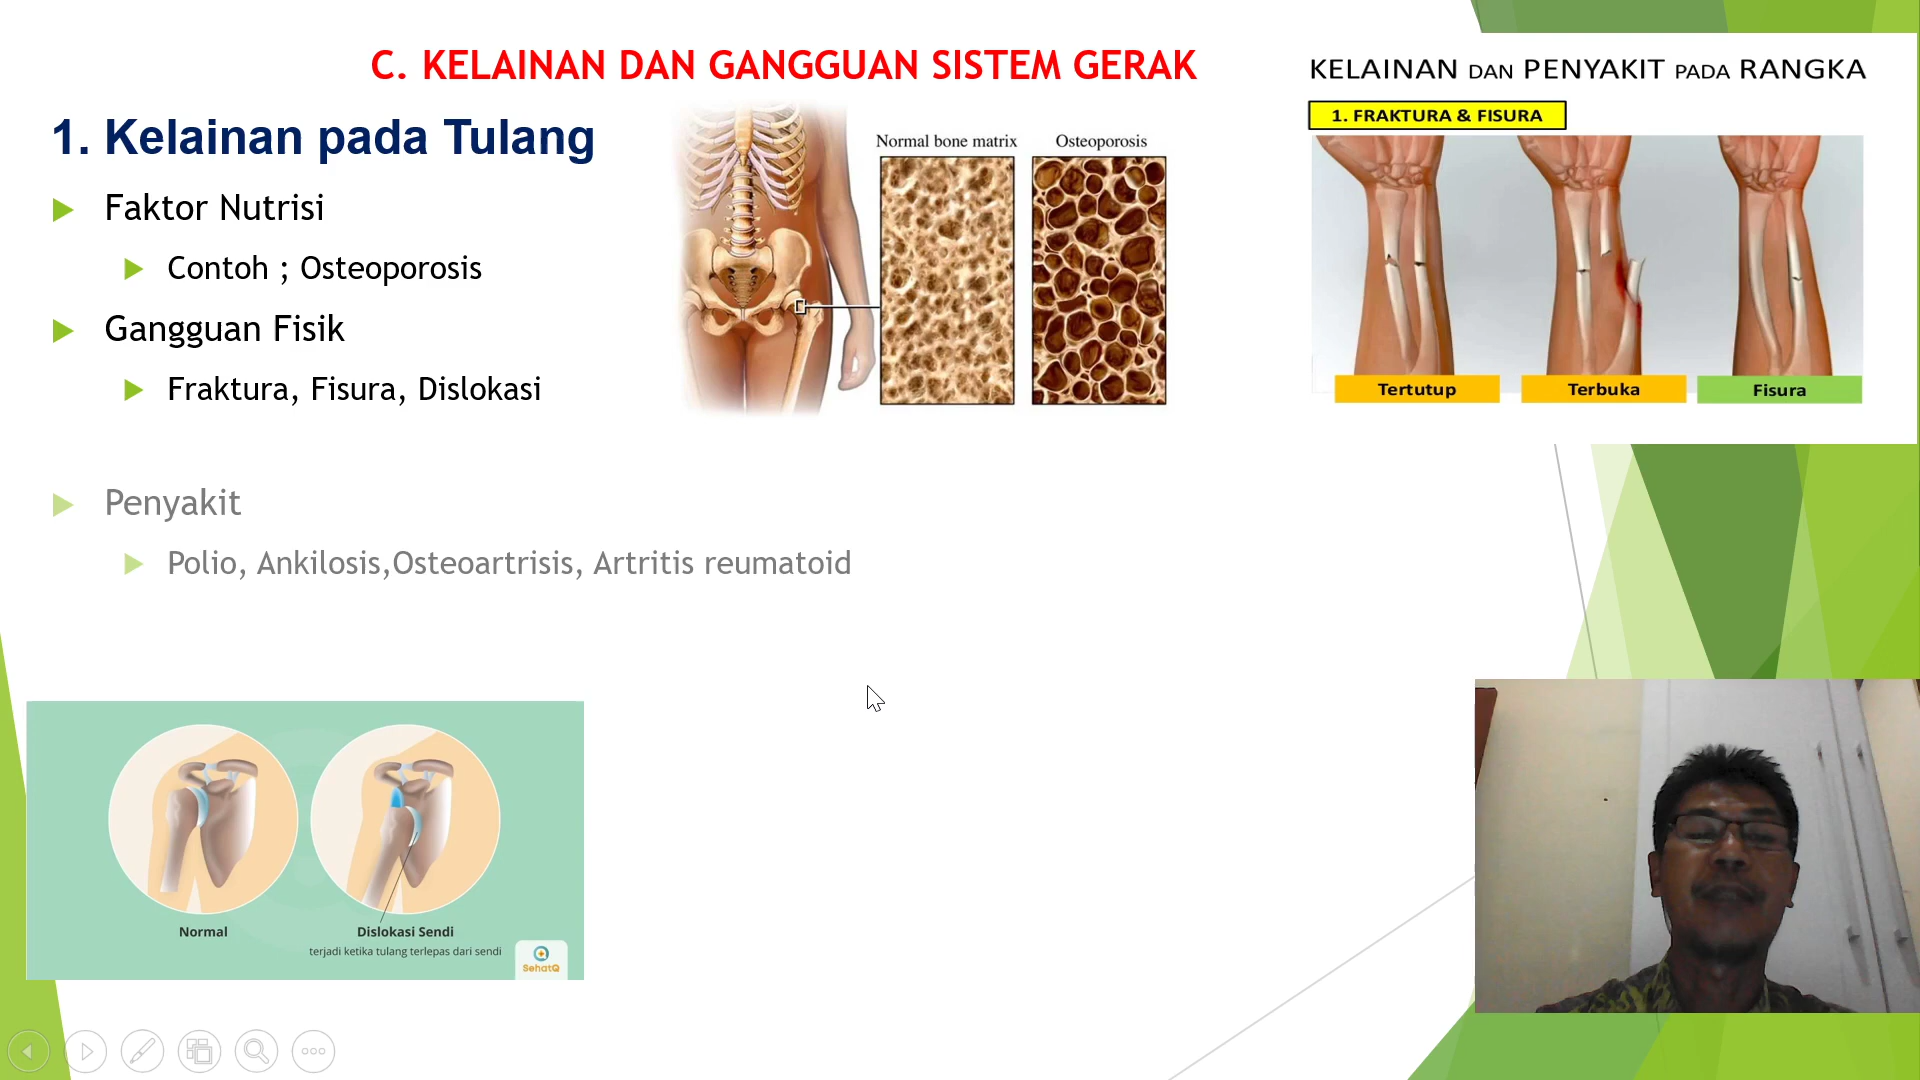 C. KELAINAN DAN GANGGUAN SISTEM GERAK
1. Kelainan pada Tulang
Faktor Nutrisi
Contoh ; Osteoporosis
Gangguan Fisik
Fraktura, Fisura, Dislokasi
Penyakit
Polio, Ankilosis,Osteoartrisis, Artritis reumatoid
Normal bone matrix
Osteoporosis
KELAINAN DAN PENYAKIT PADA RANGKA
1. FRAKTURA & FISURA
Tertutup
Terbuka
Fisura
Normal
Dislokasi Sendi
terjadi ketika tulang terlepas dari sendi
SehatQ